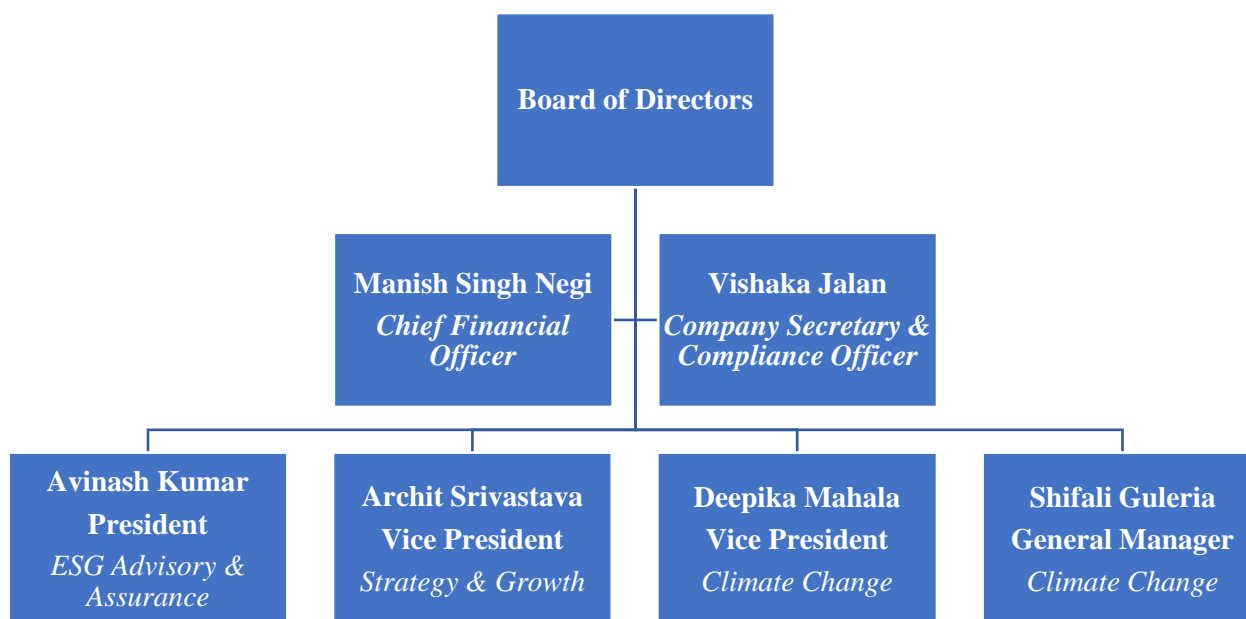 Board of Directors
Manish Singh Negi
Chief Financial
Officer
Vishaka Jalan
Company Secretary &
Compliance Officer
Avinash Kumar
President
ESG Advisory &
Assurance
Archit Srivastava
Vice President
Strategy & Growth
Deepika Mahala
Vice President
Climate Change
Shifali Guleria
General Manager
Climate Change